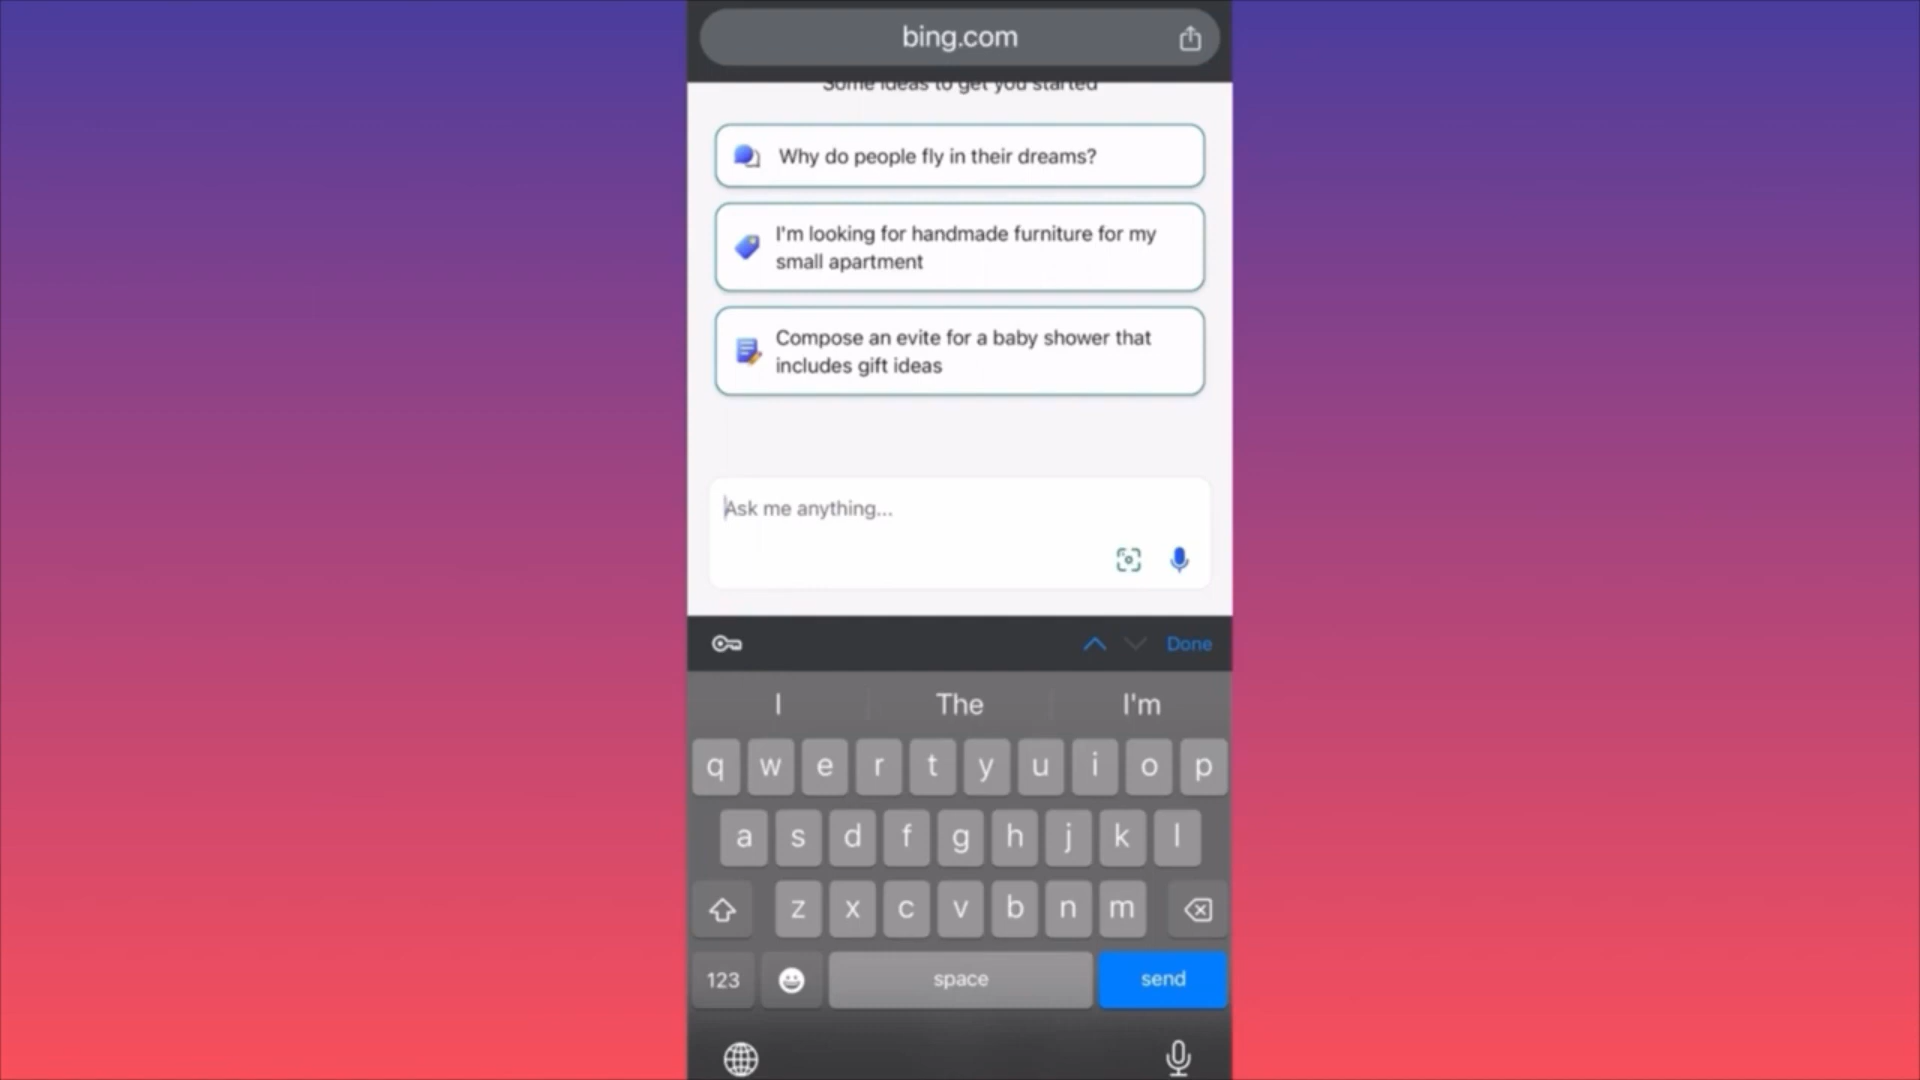 bing.com
Some ideas to get you started
Why do people fly in their dreams?
I'm looking for handmade furniture for my
small apartment
Compose an evite for a baby shower that
includes gift ideas
Ask me anything...
Done
I The I'm
q w e r t y u i o p
a s d f g h j k l
z x c v b n m
123 space send